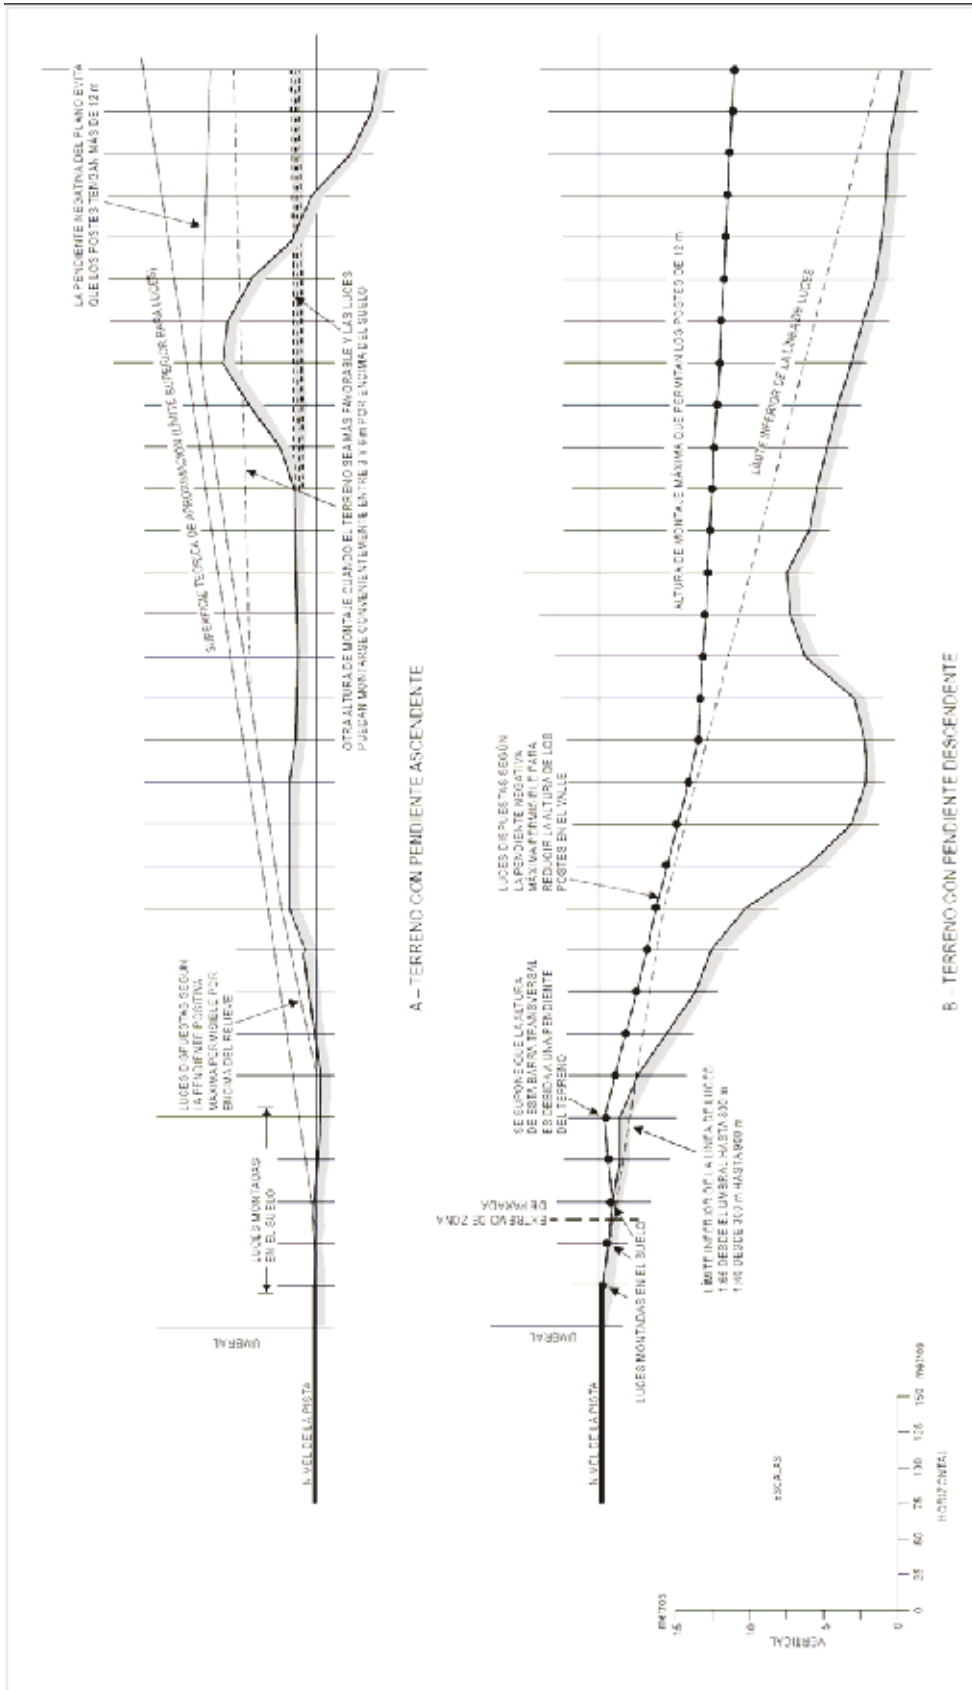 LA PENDIENTE NEGATIVA DEL PLANO EVITA
QUE LOS POSTES TENGAN MÁS DE 12 m
SUPERFICIE TEÓRICA DE APROXIMACIÓN (LÍMITE SUPERIOR PARA LUCES)
OTRA ALTURA DE MONTAJE CUANDO EL TERRENO SEA MÁS FAVORABLE Y LAS LUCES
PUEDAN MONTARSE CONVENIENTEMENTE ENTRE 3 Y 6 m POR ENCIMA DEL SUELO
LUCES DISPUESTAS SEGÚN
LA PENDIENTE POSITIVA
MÁXIMA PERMISIBLE POR
ENCIMA DEL RELIEVE
LUCES MONTADAS
EN EL SUELO
UMBRAL
NIVEL DE LA PISTA
A – TERRENO CON PENDIENTE ASCENDENTE
ALTURA DE MONTAJE MÁXIMA QUE PERMITAN LOS POSTES DE 12 m
LÍMITE INFERIOR DE LA LÍNEA DE LUCES
LUCES DISPUESTAS SEGÚN
LA PENDIENTE NEGATIVA
MÁXIMA PERMISIBLE PARA
REDUCIR LA ALTURA DE LOS
POSTES EN EL VALLE
SE SUPONE QUE LA ALTURA
DE ESTA BARRA TRANSVERSAL
ES DEBIDA A UNA PENDIENTE
DEL TERRENO
EXTREMO DE ZONA
DE PARADA
LUCES MONTADAS EN EL SUELO
LÍMITE INFERIOR DE LA LÍNEA DE LUCES
1:66 DESDE EL UMBRAL HASTA 300 m
1:40 DESDE 300 m HASTA 900 m
UMBRAL
NIVEL DE LA PISTA
B – TERRENO CON PENDIENTE DESCENDENTE
ESCALAS
metros
15
10
5
0
VERTICAL
0
25
50
75
100
125
150
metros
HORIZONTAL